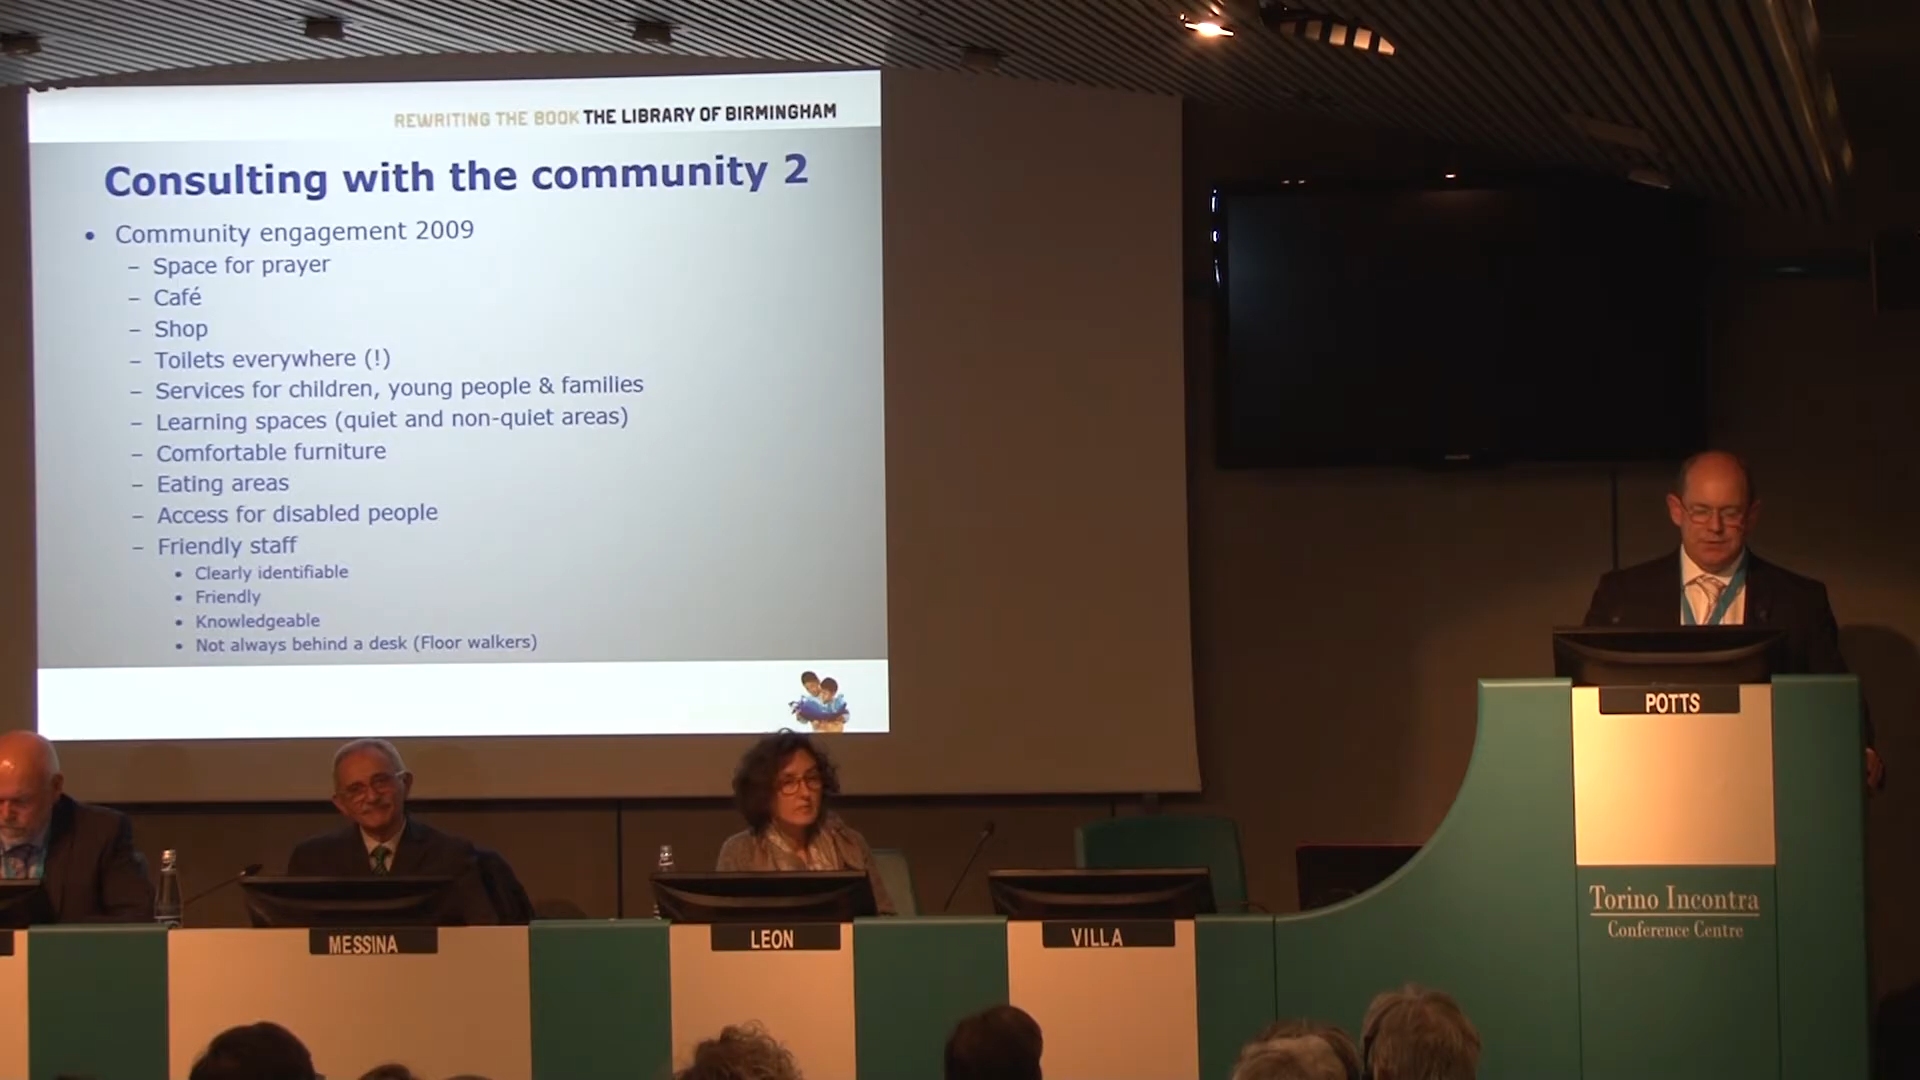 REWRITING THE BOOK THE LIBRARY OF BIRMINGHAM
Consulting with the community 2
• Community engagement 2009
– Space for prayer
– Café
– Shop
– Toilets everywhere (!)
– Services for children, young people & families
– Learning spaces (quiet and non-quiet areas)
– Comfortable furniture
– Eating areas
– Access for disabled people
– Friendly staff
• Clearly identifiable
• Friendly
• Knowledgeable
• Not always behind a desk (Floor walkers)
POTTS
Torino Incontra
Conference Centre
MESSINA
LEON
VILLA